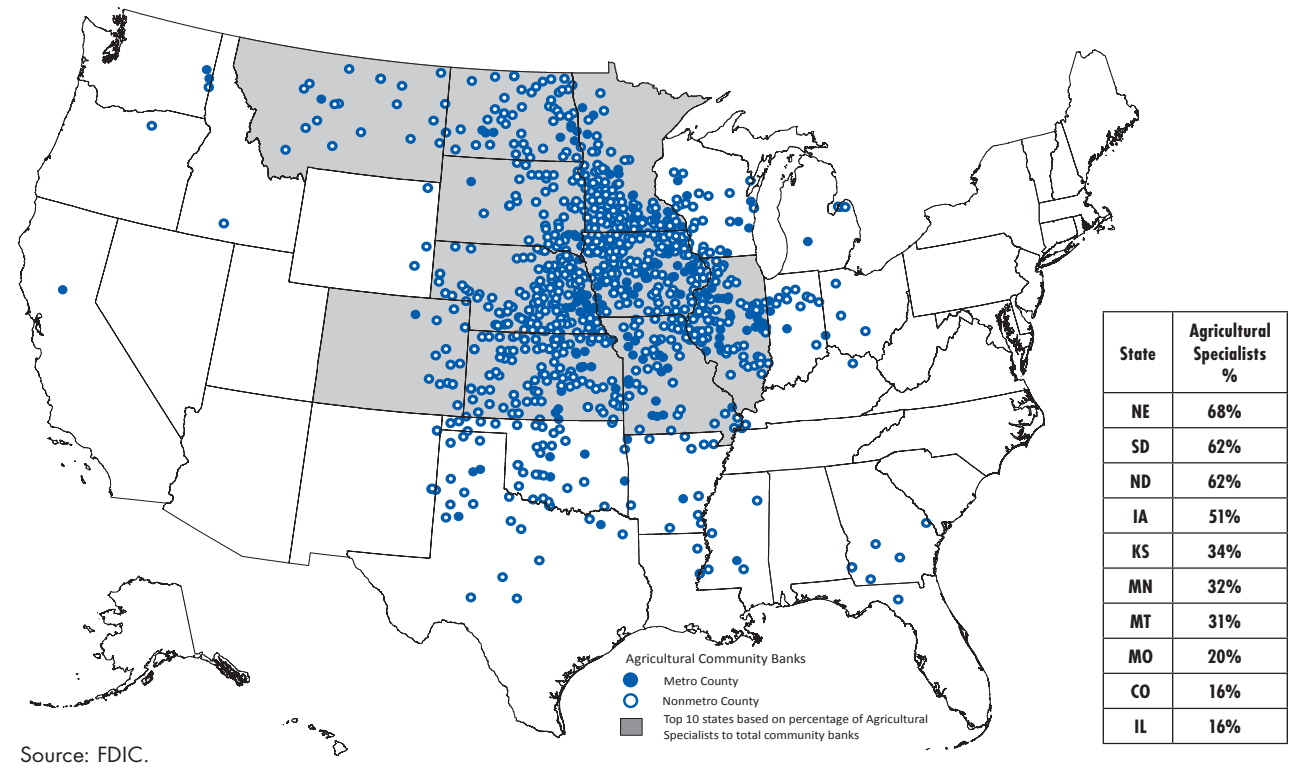 State
Agricultural
Specialists
%
NE 68%
SD 62%
ND 62%
IA 51%
KS 34%
MN 32%
MT 31%
MO 20%
CO 16%
IL 16%
Agricultural Community Banks
Metro County
Nonmetro County
Top 10 states based on percentage of Agricultural
Specialists to total community banks
Source: FDIC.